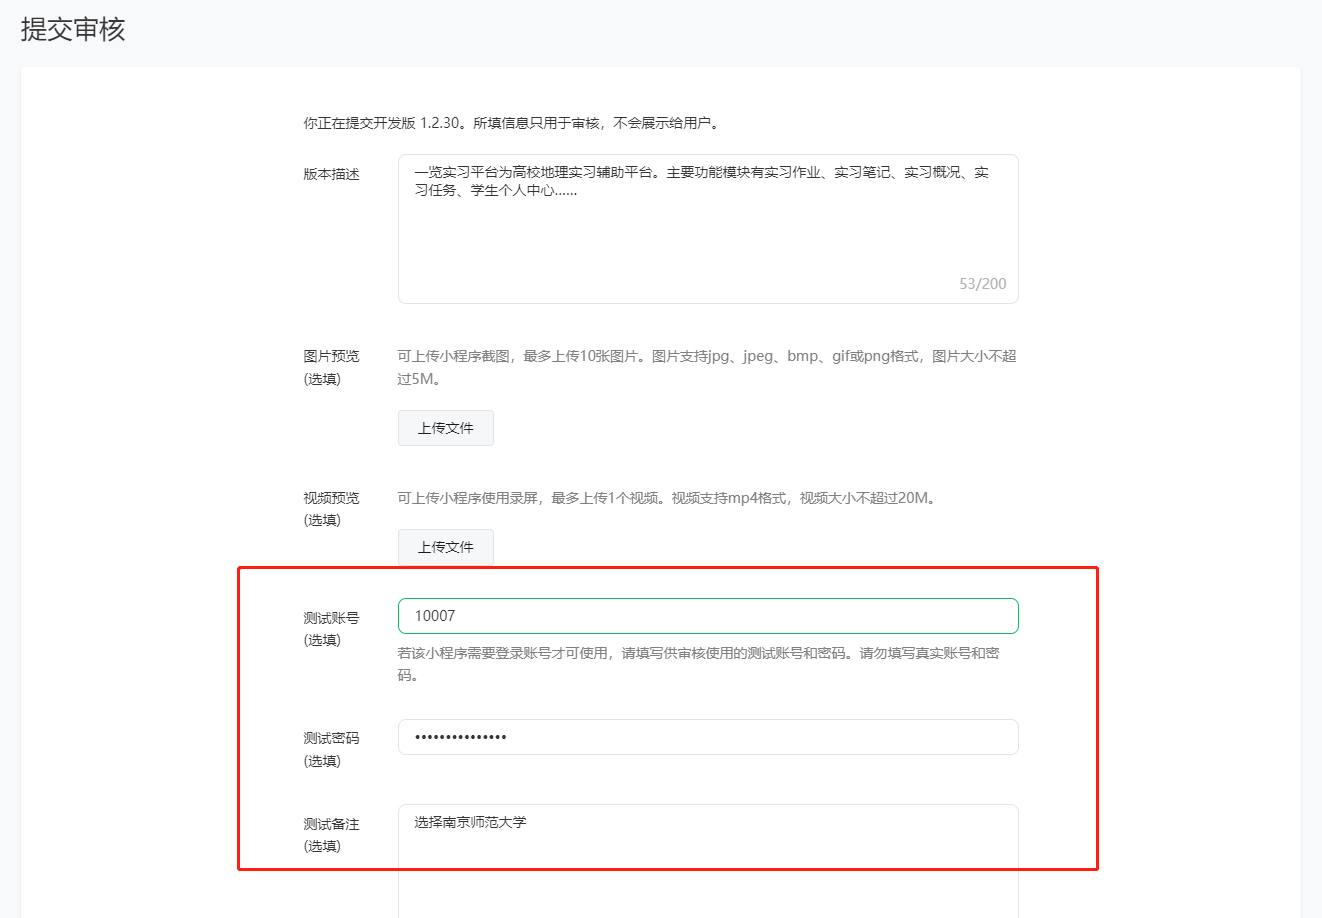 提交审核
你正在提交开发版 1.2.30。所填信息只用于审核，不会展示给用户。
版本描述
一览实习平台为高校地理实习辅助平台。主要功能模块有实习作业、实习笔记、实习概况、实
习任务、学生个人中心......
53/200
图片预览
(选填)
可上传小程序截图，最多上传10张图片。图片支持jpg、jpeg、bmp、gif或png格式，图片大小不超
过5M。
上传文件
视频预览
(选填)
可上传小程序使用录屏，最多上传1个视频。视频支持mp4格式，视频大小不超过20M。
上传文件
测试账号
(选填)
10007
若该小程序需要登录账号才可使用，请填写供审核使用的测试账号和密码。请勿填写真实账号和密
码。
测试密码
(选填)
•••••••••••••••
测试备注
(选填)
选择南京师范大学